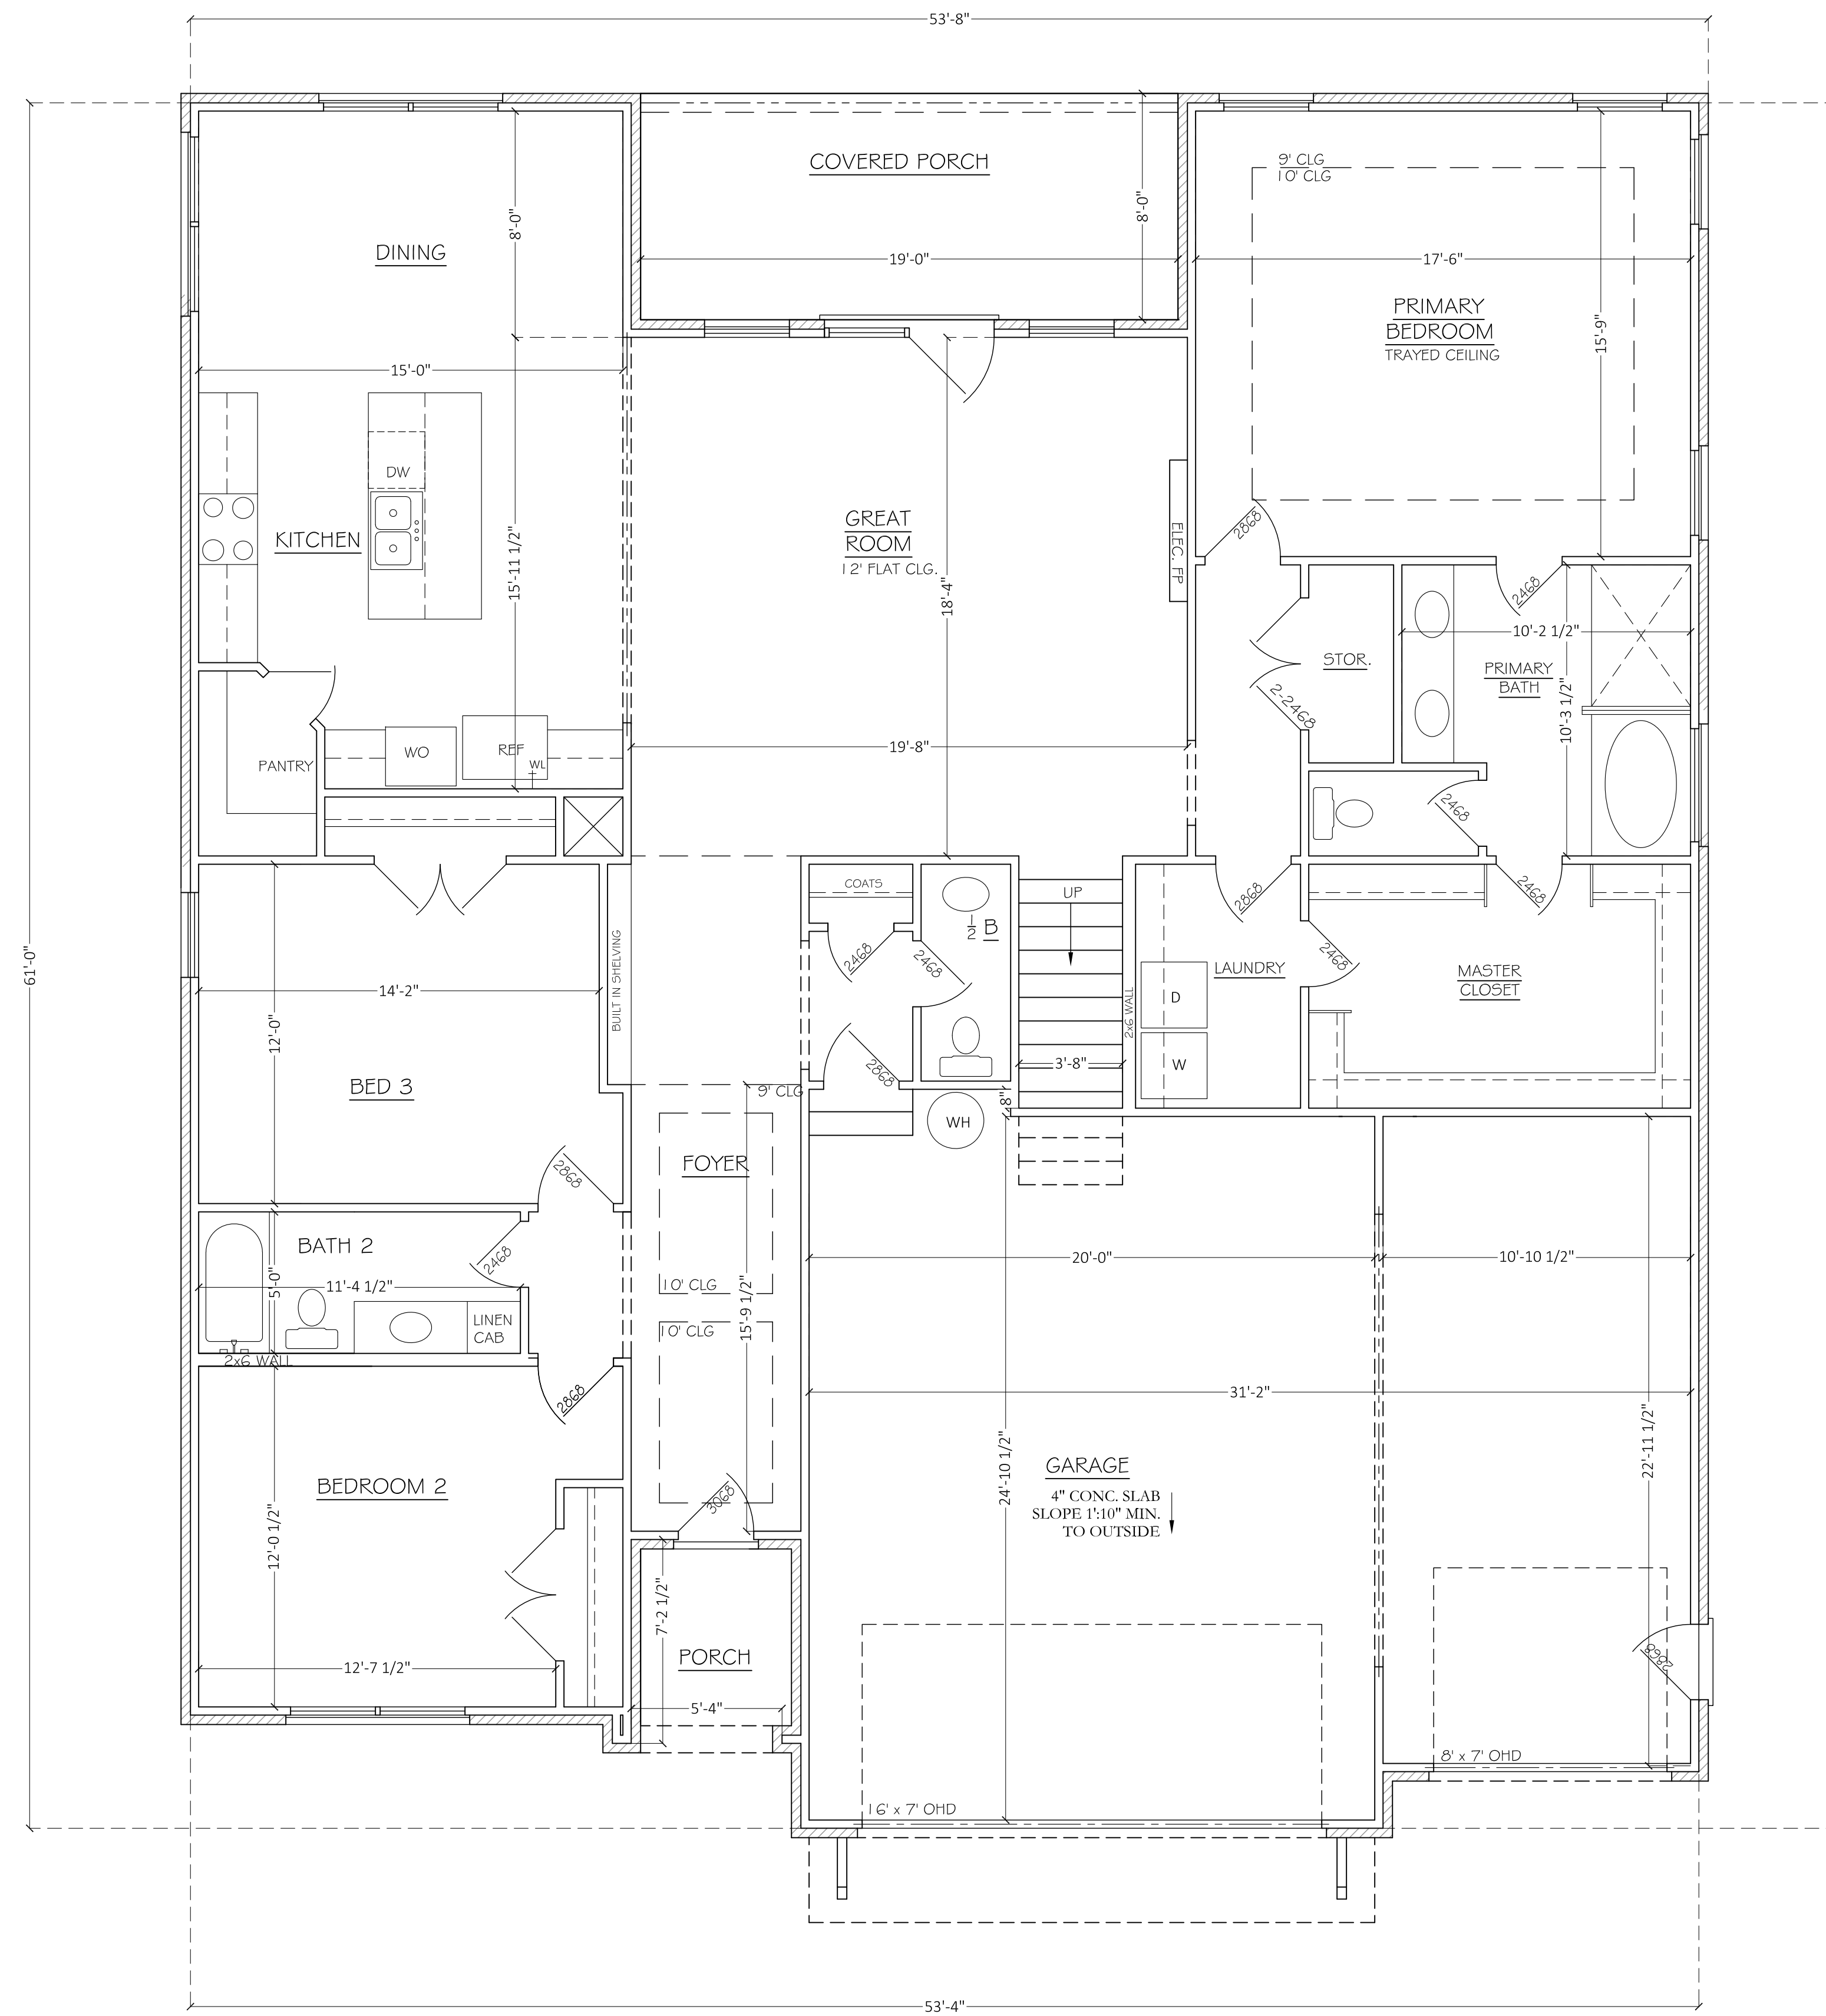 53'-8"
COVERED PORCH
9' CLG
10' CLG
8'-0"
8'-0"
DINING
19'-0"
17'-6"
PRIMARY
BEDROOM
TRAYED CEILING
15'-9"
15'-0"
DW
KITCHEN
GREAT
ROOM
12' FLAT CLG.
ELEC. FP
2868
15'-11 1/2"
18'-4"
2468
10'-2 1/2"
STOR.
PRIMARY
BATH
2-2468
10'-3 1/2"
19'-8"
WO
REF
WL
PANTRY
2468
COATS
UP
2868
2468
1/2 B
61'-0"
BUILT IN SHELVING
2468
2468
2468
LAUNDRY
MASTER
CLOSET
14'-2"
D
2x6 WALL
12'-0"
3'-8"
W
2868
BED 3
9' CLG
8"
WH
FOYER
2868
BATH 2
2468
20'-0"
10'-10 1/2"
5'-0"
11'-4 1/2"
10' CLG
LINEN
CAB
10' CLG
15'-9 1/2"
2x6 WALL
2868
31'-2"
22'-11 1/2"
GARAGE
24'-10 1/2"
4" CONC. SLAB
SLOPE 1':10" MIN.
TO OUTSIDE
BEDROOM 2
3068
12'-0 1/2"
7'-2 1/2"
PORCH
2868
12'-7 1/2"
5'-4"
8' x 7' OHD
16' x 7' OHD
53'-4"